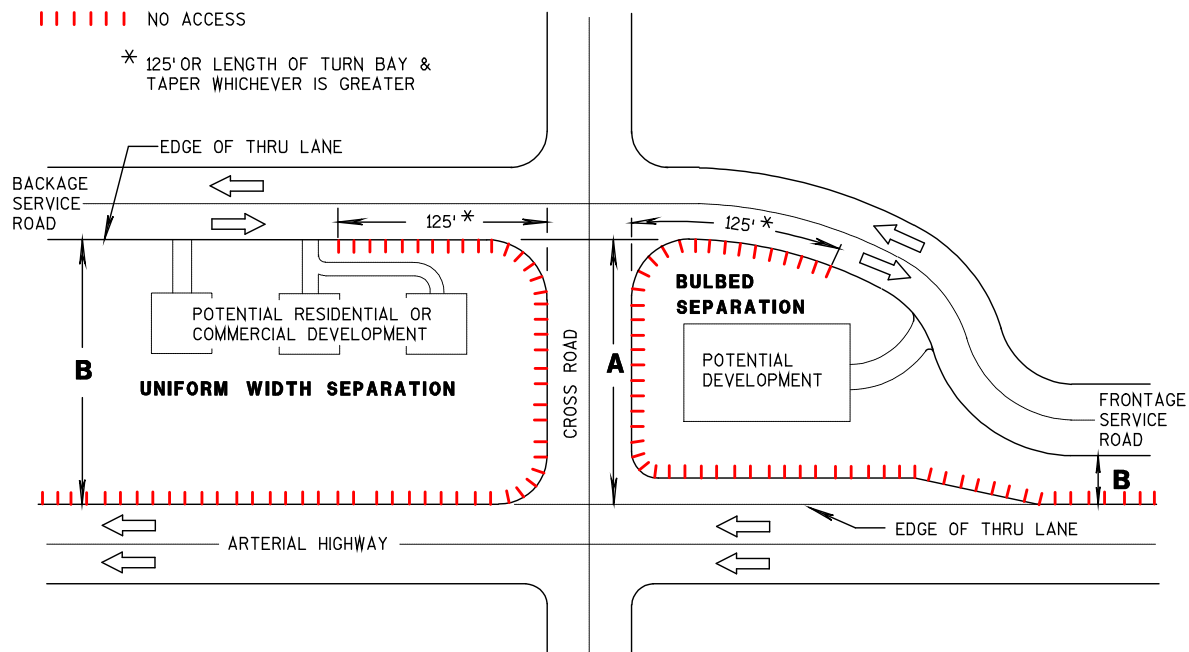 NO ACCESS
* 125' OR LENGTH OF TURN BAY &
TAPER WHICHEVER IS GREATER
EDGE OF THRU LANE
BACKAGE
SERVICE
ROAD
125' *
125' *
BULBED
SEPARATION
POTENTIAL RESIDENTIAL OR
COMMERCIAL DEVELOPMENT
B
UNIFORM WIDTH SEPARATION
CROSS ROAD
A
POTENTIAL
DEVELOPMENT
FRONTAGE
SERVICE
ROAD
B
EDGE OF THRU LANE
ARTERIAL HIGHWAY